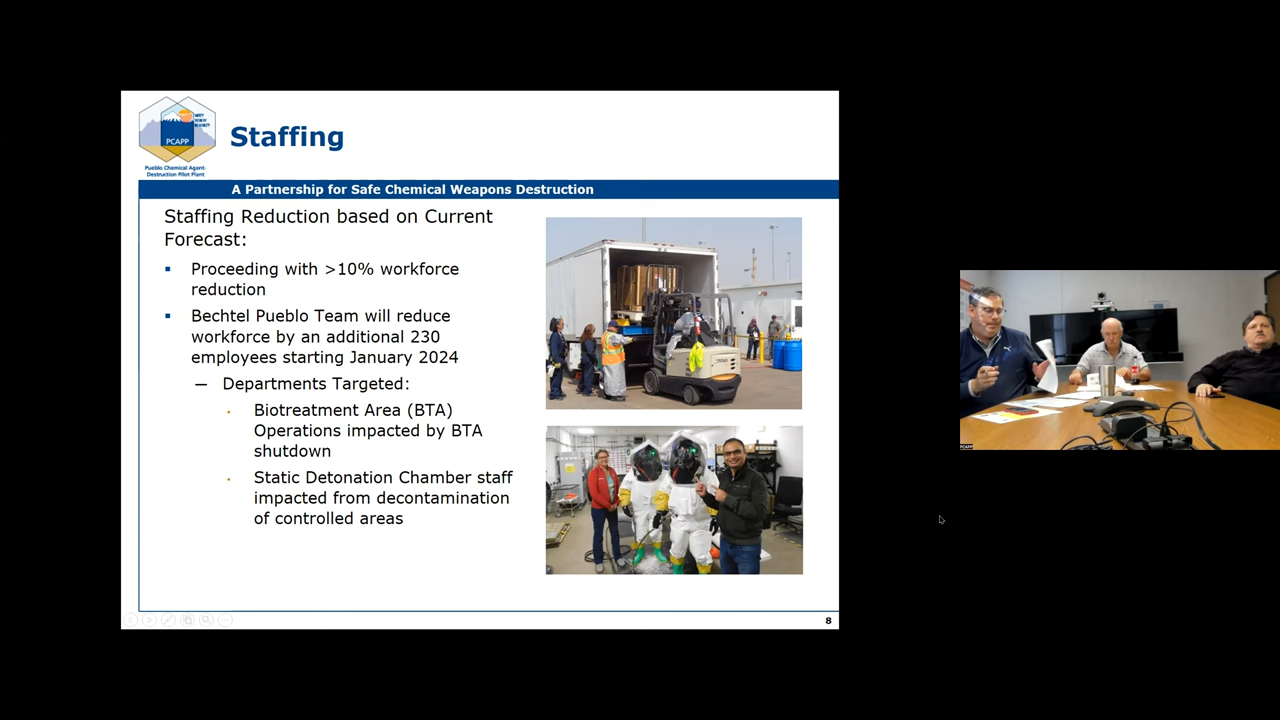 PCAPP
Pueblo Chemical Agent-
Destruction Pilot Plant
Staffing
A Partnership for Safe Chemical Weapons Destruction
Staffing Reduction based on Current
Forecast:
▪ Proceeding with >10% workforce
reduction
▪ Bechtel Pueblo Team will reduce
workforce by an additional 230
employees starting January 2024
— Departments Targeted:
• Biotreatment Area (BTA)
Operations impacted by BTA
shutdown
• Static Detonation Chamber staff
impacted from decontamination
of controlled areas
8
PCAPP